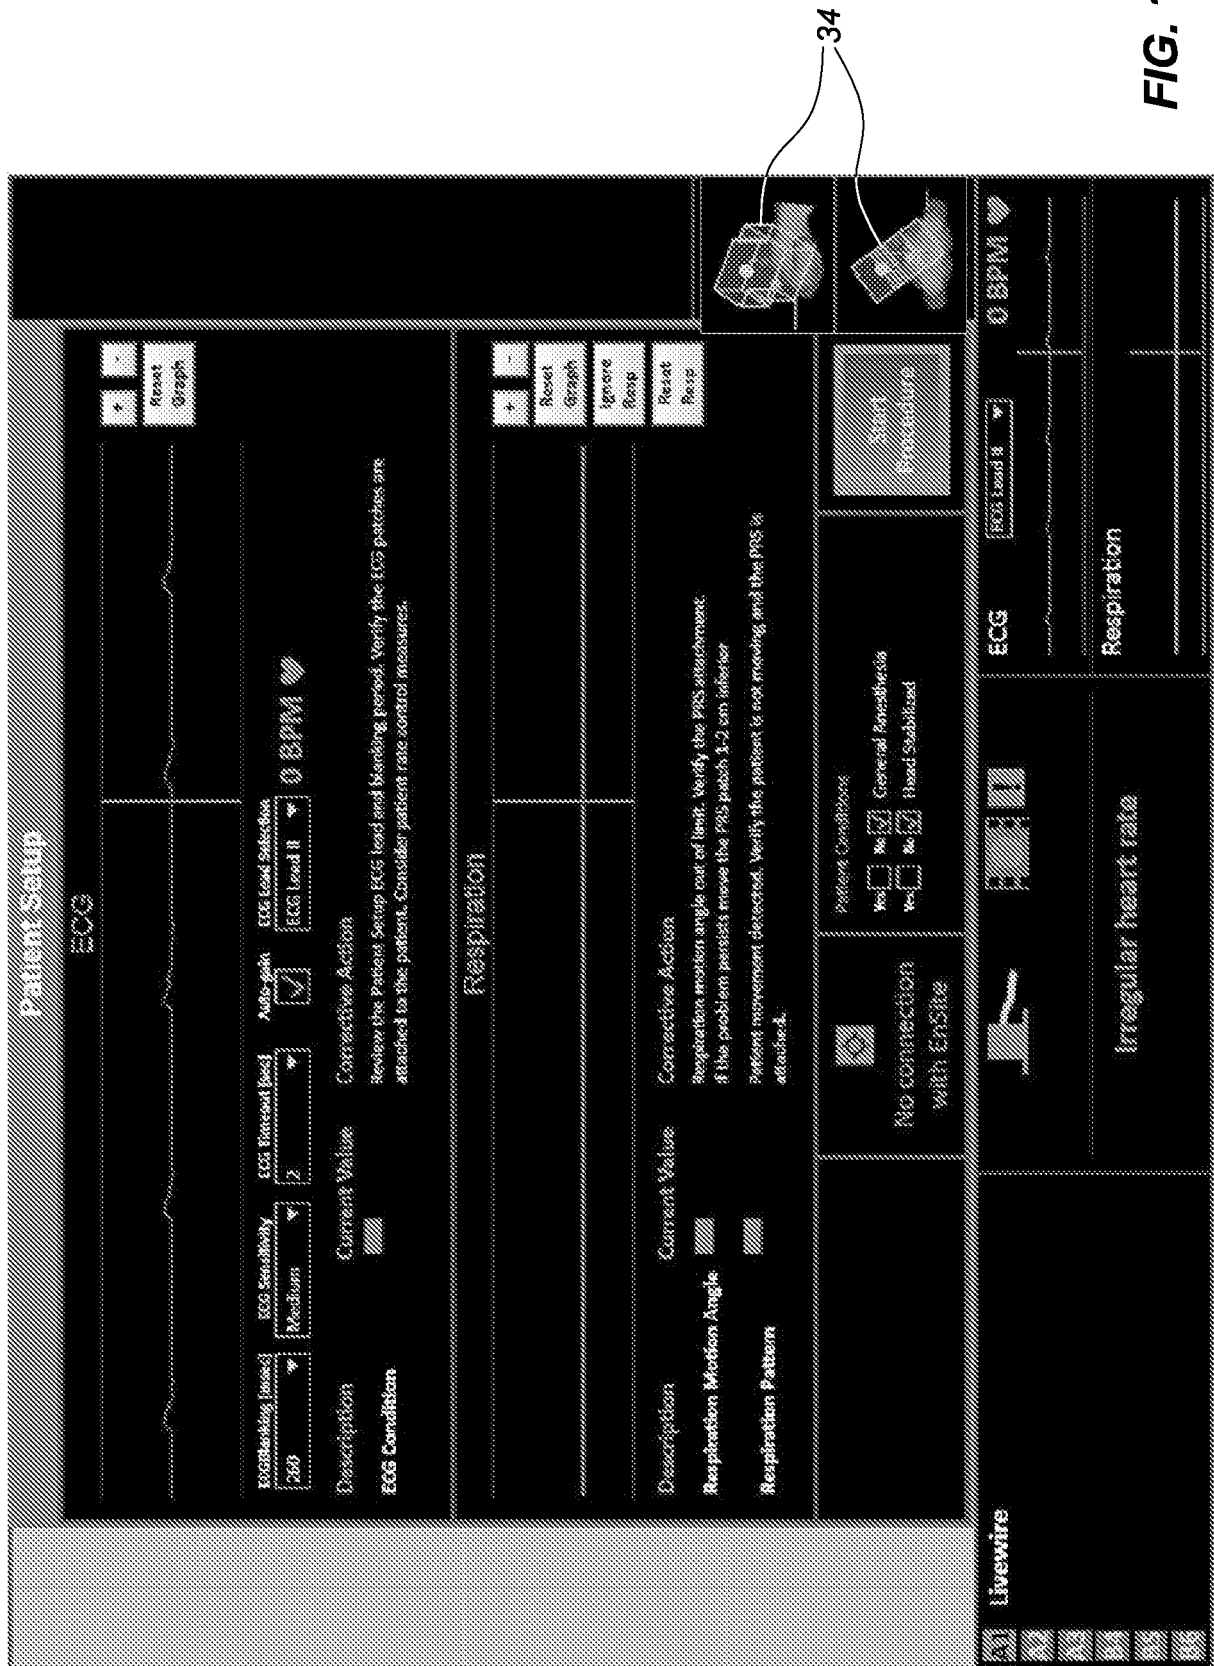 Patient Setup
ECG
+ -
Reset
Graph
ECG Blanking [msec] ECG Sensitivity ECG Timeout [sec] Auto-gain ECG Lead Selection
260 Medium 2 ECG Lead II 0 BPM
Description Current Value Corrective Action
ECG Condition
Review the Patient Setup ECG lead and blanking period. Verify the ECG patches are
attached to the patient. Consider patient rate control measures.
Respiration
+ -
Reset
Graph
Ignore
Resp
Reset
Resp
Description Current Value Corrective Action
Respiration Motion Angle
Respiration motion angle out of limit. Verify the PRS attachment.
If the problem persists move the PRS patch 1-2 cm inferior
Respiration Pattern
Patient movement detected. Verify the patient is not moving and the PRS is
attached.
No connection
with EnSite
Patient Conditions
Yes No General Anesthesia
Yes No Head Stabilized
Start
Procedure
34
A1 Livewire
Irregular heart rate
ECG ECG Lead II 0 BPM
Respiration
FIG.